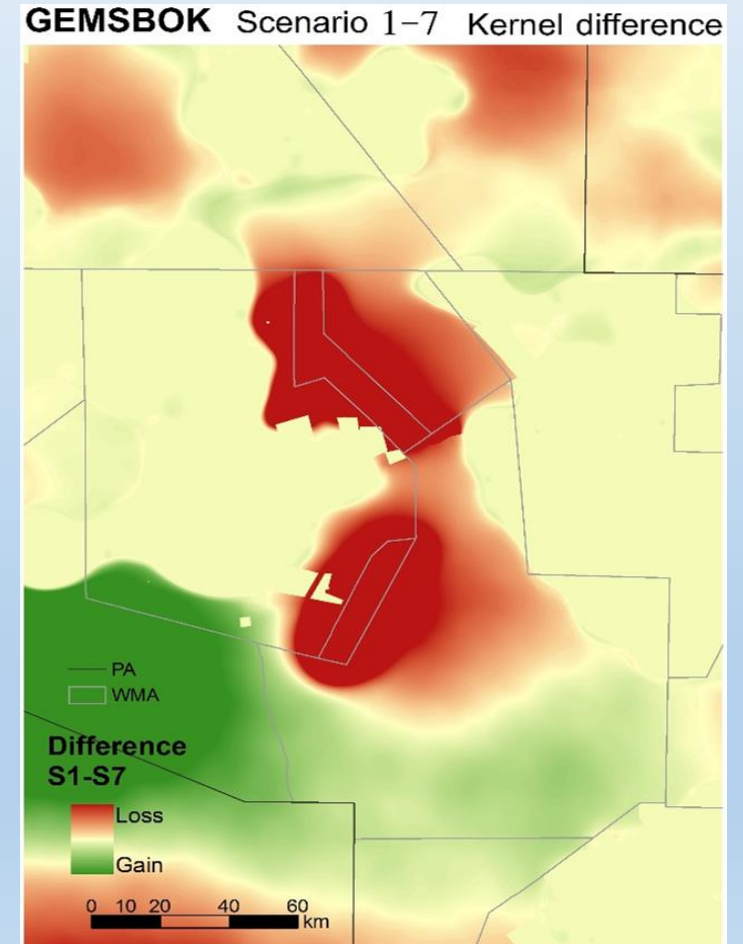 GEMSBOK Scenario 1−7 Kernel difference
PA
WMA
Difference
S1-S7
Loss
Gain
0 10 20 40 60
km